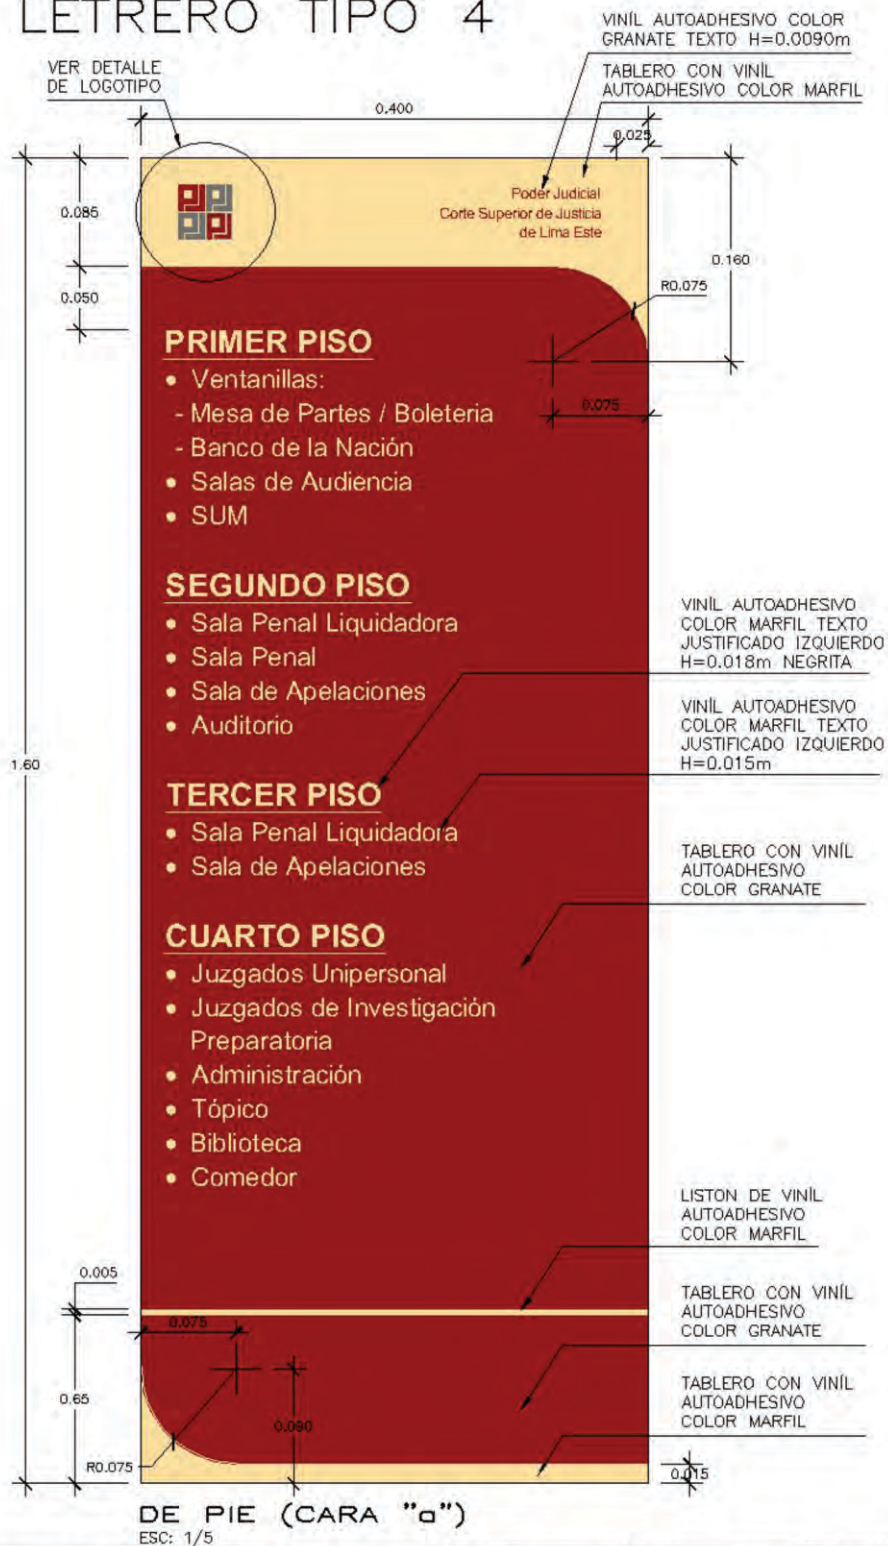 LETRERO TIPO 4
VINÍL AUTOADHESIVO COLOR
GRANATE TEXTO H=0.0090m
VER DETALLE
DE LOGOTIPO
TABLERO CON VINÍL
AUTOADHESIVO COLOR MARFIL
0.400
0.025
0.085
Poder Judicial
Corte Superior de Justicia
de Lima Este
0.160
0.050
R0.075
PRIMER PISO
• Ventanillas:
- Mesa de Partes / Boleteria
0.075
- Banco de la Nación
• Salas de Audiencia
• SUM
SEGUNDO PISO
• Sala Penal Liquidadora
• Sala Penal
• Sala de Apelaciones
• Auditorio
VINÍL AUTOADHESIVO
COLOR MARFIL TEXTO
JUSTIFICADO IZQUIERDO
H=0.018m NEGRITA
VINÍL AUTOADHESIVO
COLOR MARFIL TEXTO
JUSTIFICADO IZQUIERDO
H=0.015m
1.60
TERCER PISO
• Sala Penal Liquidadora
• Sala de Apelaciones
TABLERO CON VINÍL
AUTOADHESIVO
COLOR GRANATE
CUARTO PISO
• Juzgados Unipersonal
• Juzgados de Investigación
Preparatoria
• Administración
• Tópico
• Biblioteca
• Comedor
LISTON DE VINÍL
AUTOADHESIVO
COLOR MARFIL
0.005
TABLERO CON VINÍL
AUTOADHESIVO
COLOR GRANATE
0.075
0.65
0.090
TABLERO CON VINÍL
AUTOADHESIVO
COLOR MARFIL
R0.075
0.015
DE PIE (CARA "a")
ESC: 1/5